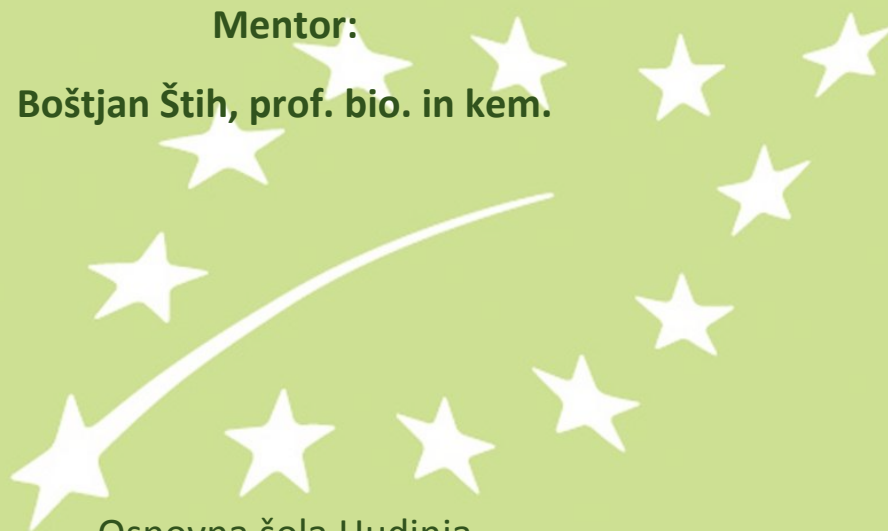 Mentor:
Boštjan Štih, prof. bio. in kem.
Osnovna šola Hudinja